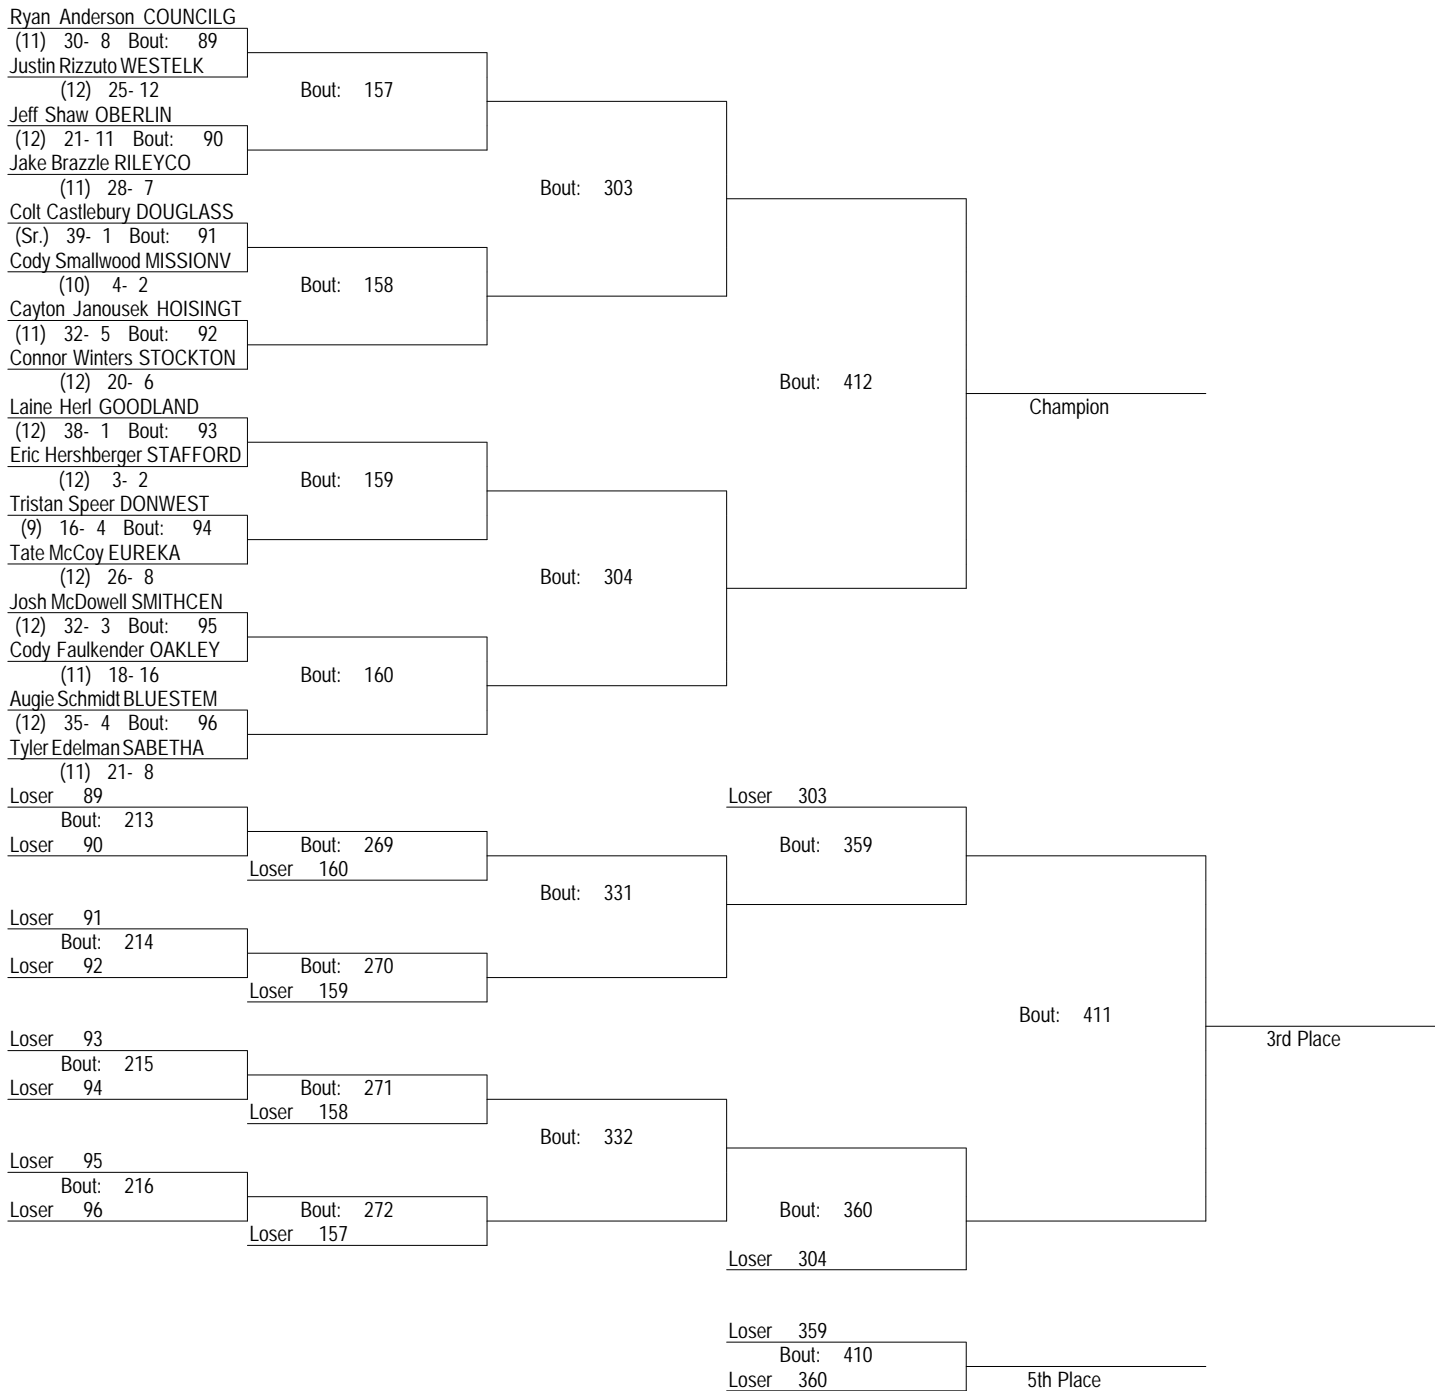 Ryan Anderson COUNCILG
(11) 30- 8 Bout: 89
Justin Rizzuto WESTELK
(12) 25- 12
Bout: 157
Jeff Shaw OBERLIN
(12) 21- 11 Bout: 90
Jake Brazzle RILEYCO
(11) 28- 7
Bout: 303
Colt Castlebury DOUGLASS
(Sr.) 39- 1 Bout: 91
Cody Smallwood MISSIONV
(10) 4- 2
Bout: 158
Cayton Janousek HOISINGT
(11) 32- 5 Bout: 92
Connor Winters STOCKTON
(12) 20- 6
Bout: 412
Laine Herl GOODLAND
Champion
(12) 38- 1 Bout: 93
Eric Hershberger STAFFORD
(12) 3- 2
Bout: 159
Tristan Speer DONWEST
(9) 16- 4 Bout: 94
Tate McCoy EUREKA
(12) 26- 8
Bout: 304
Josh McDowell SMITHCEN
(12) 32- 3 Bout: 95
Cody Faulkender OAKLEY
(11) 18- 16
Bout: 160
Augie Schmidt BLUESTEM
(12) 35- 4 Bout: 96
Tyler Edelman SABETHA
(11) 21- 8
Loser 89
Loser 303
Bout: 213
Loser 90
Bout: 269
Bout: 359
Loser 160
Bout: 331
Loser 91
Bout: 214
Loser 92
Bout: 270
Loser 159
Bout: 411
Loser 93
3rd Place
Bout: 215
Loser 94
Bout: 271
Loser 158
Bout: 332
Loser 95
Bout: 216
Loser 96
Bout: 272
Bout: 360
Loser 157
Loser 304
Loser 359
Bout: 410
Loser 360
5th Place